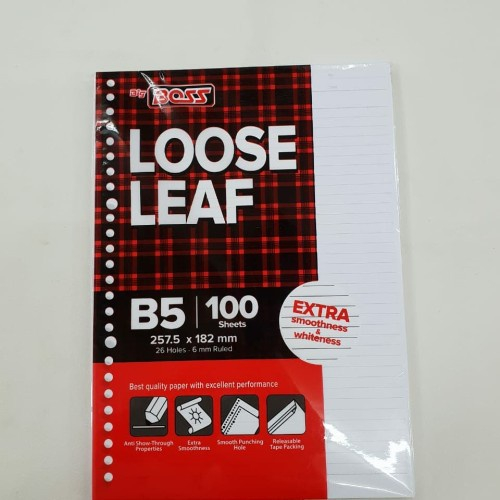 Big BOSS
LOOSE
LEAF
B5 100
Sheets
257.5 x 182 mm
26 Holes - 6 mm Ruled
EXTRA
smoothness
&
whiteness
Best quality paper with excellent performance
Anti Show-Through
Properties
Extra
Smoothness
Smooth Punching
Hole
Releasable
Tape Packing